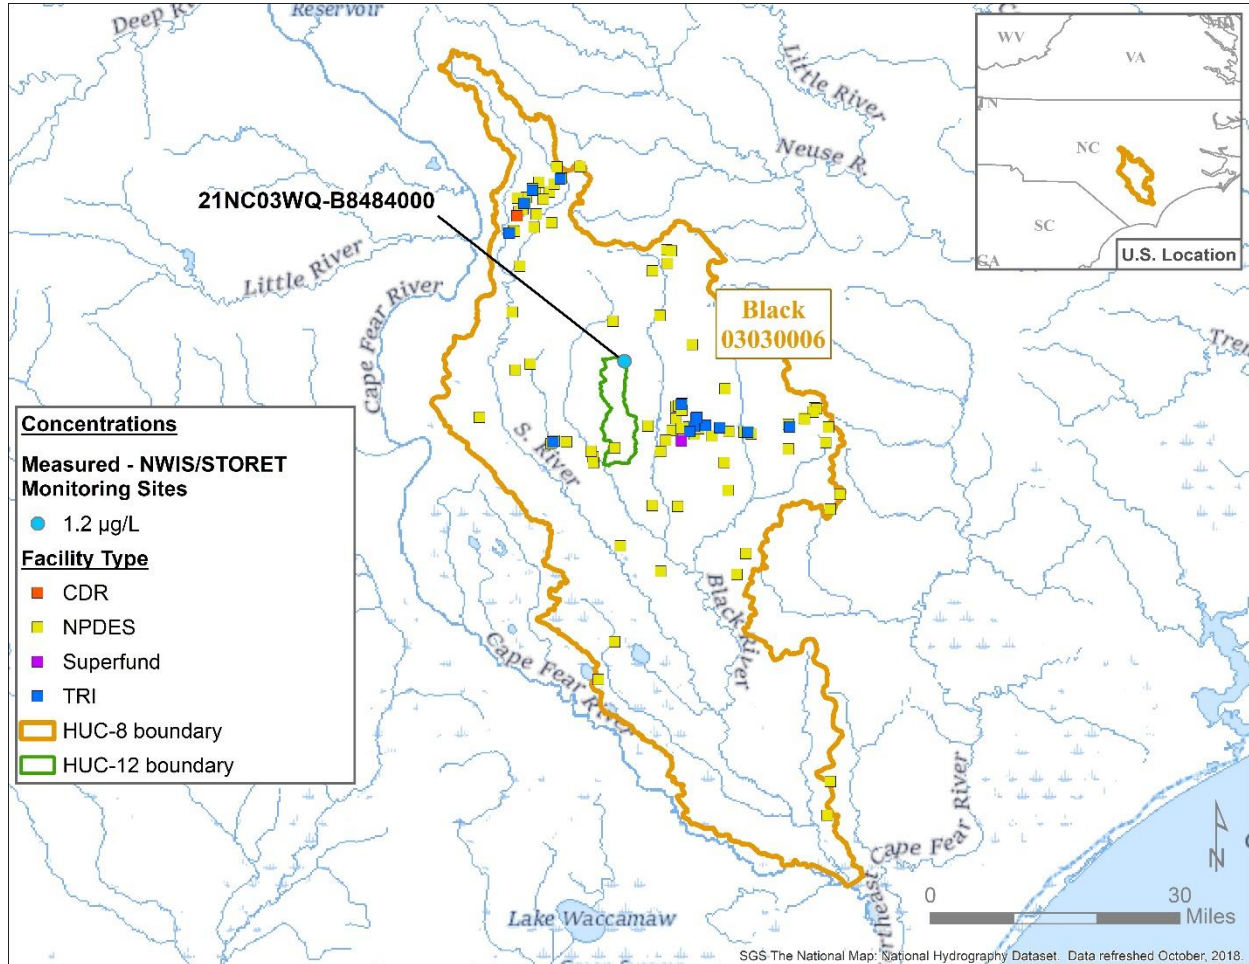 Reservoir
Deep R
Little River
Neuse R.
WV
VA
TN
NC
SC
GA
U.S. Location
21NC03WQ-B8484000
Little River
Cape Fear River
Black
03030006
Tren
S. River
Black River
Cape Fear River
Cape Fear River
Lake Waccamaw
Concentrations
Measured - NWIS/STORET
Monitoring Sites
1.2 µg/L
Facility Type
CDR
NPDES
Superfund
TRI
HUC-8 boundary
HUC-12 boundary
N
0 30
Miles
SGS The National Map: National Hydrography Dataset. Data refreshed October, 2018.